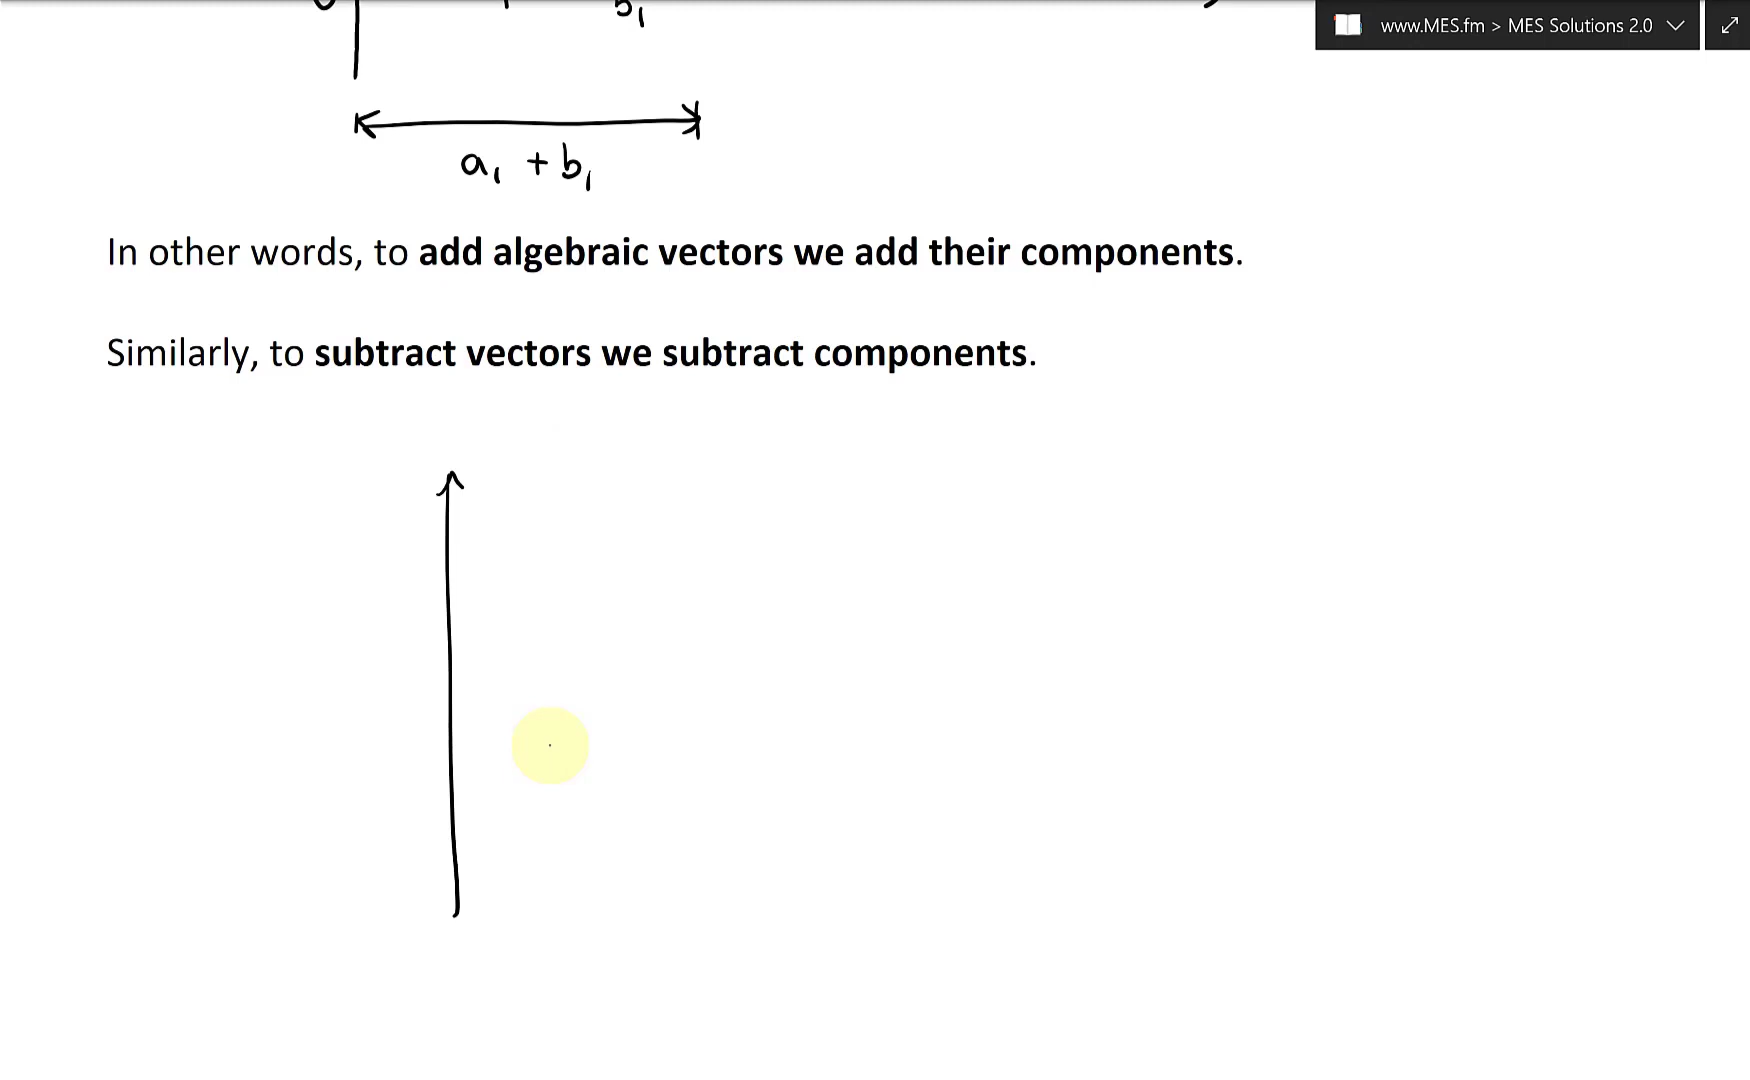 b₁
www.MES.fm > MES Solutions 2.0
a₁ + b₁
In other words, to add algebraic vectors we add their components.
Similarly, to subtract vectors we subtract components.